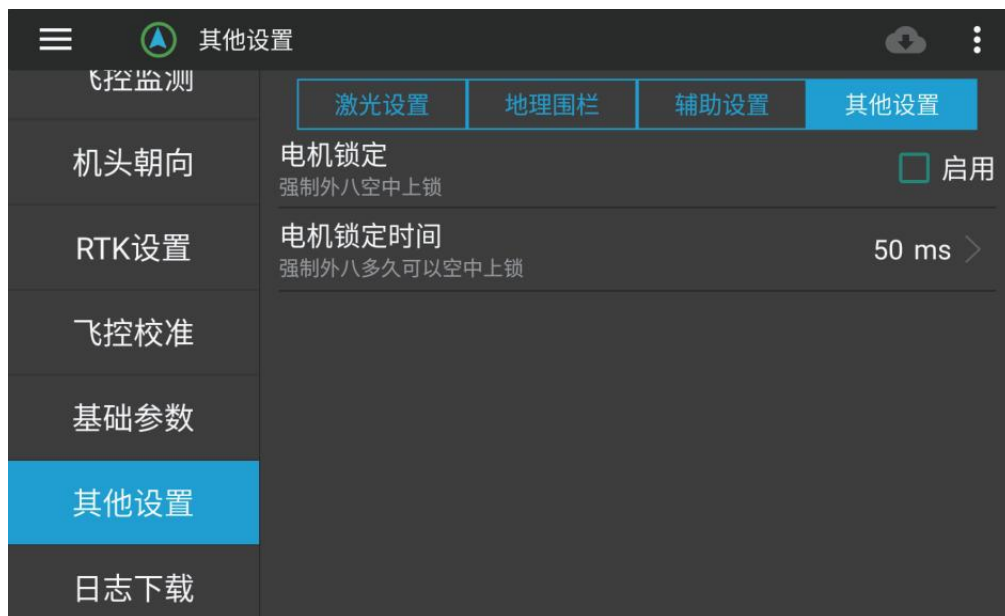 其他设置
飞控监测
机头朝向
RTK设置
飞控校准
基础参数
其他设置
日志下载
激光设置 地理围栏 辅助设置 其他设置
电机锁定
强制外八空中上锁
启用
电机锁定时间
强制外八多久可以空中上锁
50 ms